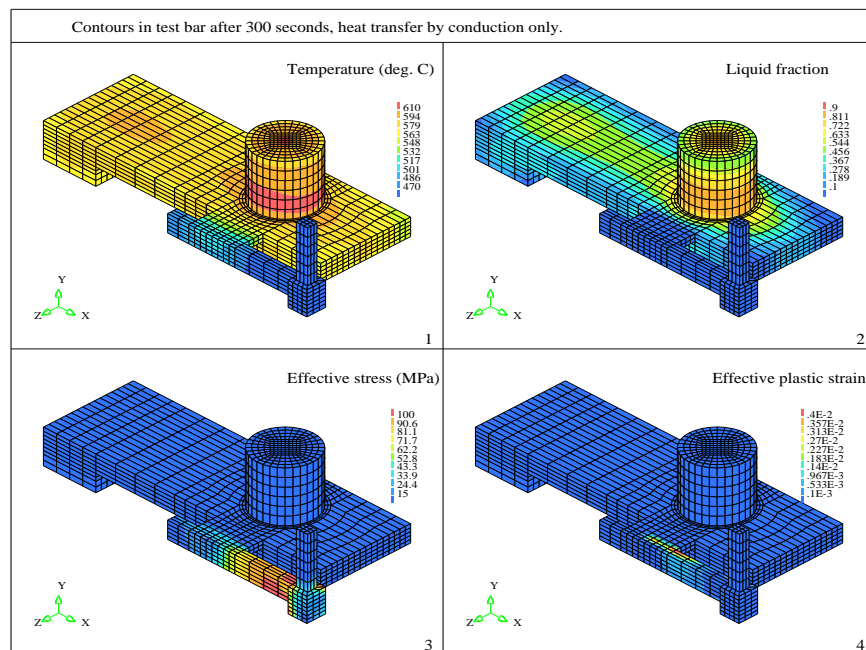 Contours in test bar after 300 seconds, heat transfer by conduction only.
Temperature (deg. C)
610
594
579
563
548
532
517
501
486
470
Y
Z
X
1
Liquid fraction
.9
.811
.722
.633
.544
.456
.367
.278
.189
.1
Y
Z
X
2
Effective stress (MPa)
100
90.6
81.1
71.7
62.2
52.8
43.3
33.9
24.4
15
Y
Z
X
3
Effective plastic strain
.4E-2
.357E-2
.313E-2
.27E-2
.227E-2
.183E-2
.14E-2
.967E-3
.533E-3
.1E-3
Y
Z
X
4